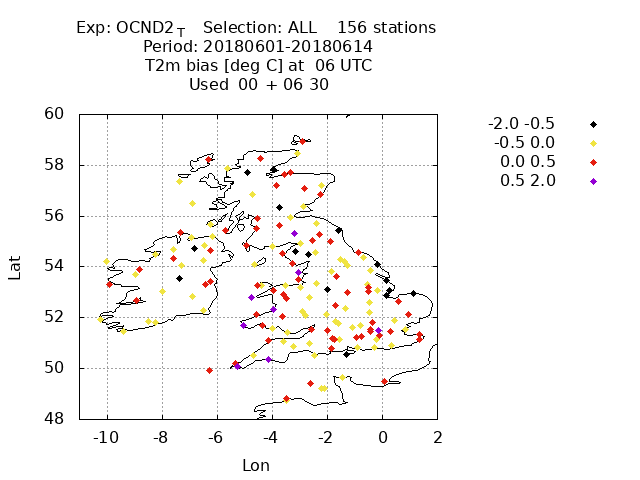 Exp: OCND2T Selection: ALL 156 stations
Period: 20180601-20180614
T2m bias [deg C] at 06 UTC
Used 00 + 06 30
-2.0 -0.5
-0.5 0.0
0.0 0.5
0.5 2.0
60
58
56
54
52
50
48
Lat
-10 -8 -6 -4 -2 0 2
Lon